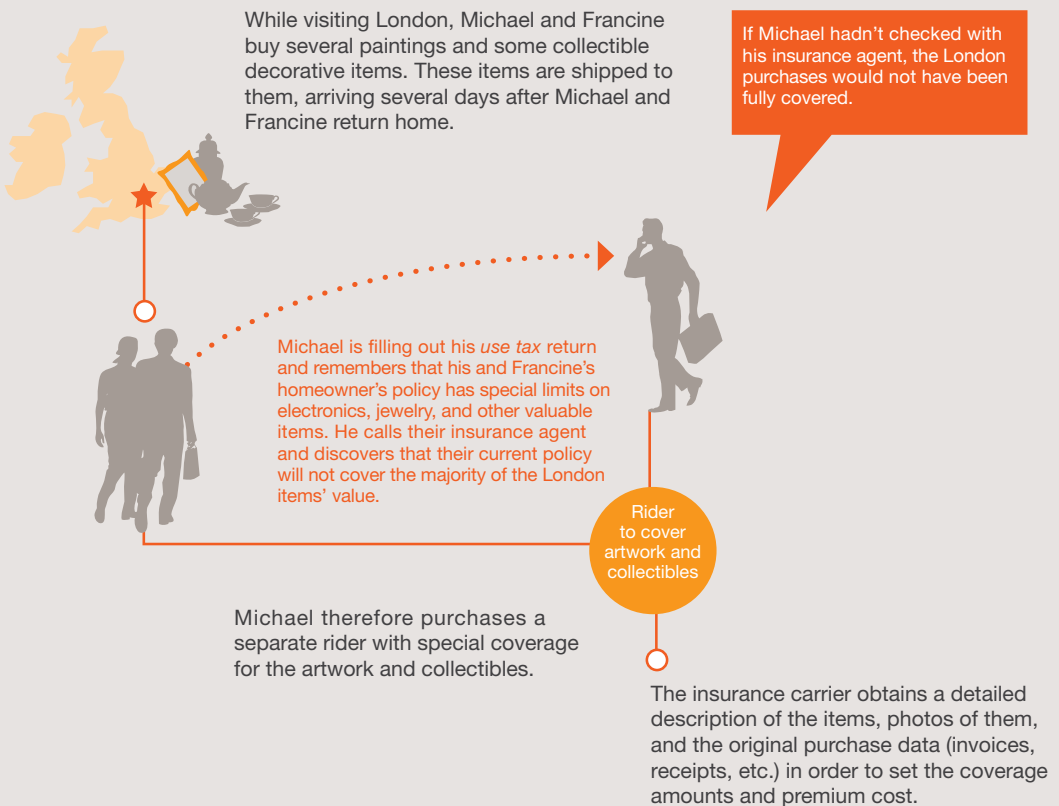 While visiting London, Michael and Francine
buy several paintings and some collectible
decorative items. These items are shipped to
them, arriving several days after Michael and
Francine return home.
If Michael hadn’t checked with
his insurance agent, the London
purchases would not have been
fully covered.
Michael is filling out his use tax return
and remembers that his and Francine’s
homeowner’s policy has special limits on
electronics, jewelry, and other valuable
items. He calls their insurance agent
and discovers that their current policy
will not cover the majority of the London
items’ value.
Rider
to cover
artwork and
collectibles
Michael therefore purchases a
separate rider with special coverage
for the artwork and collectibles.
The insurance carrier obtains a detailed
description of the items, photos of them,
and the original purchase data (invoices,
receipts, etc.) in order to set the coverage
amounts and premium cost.